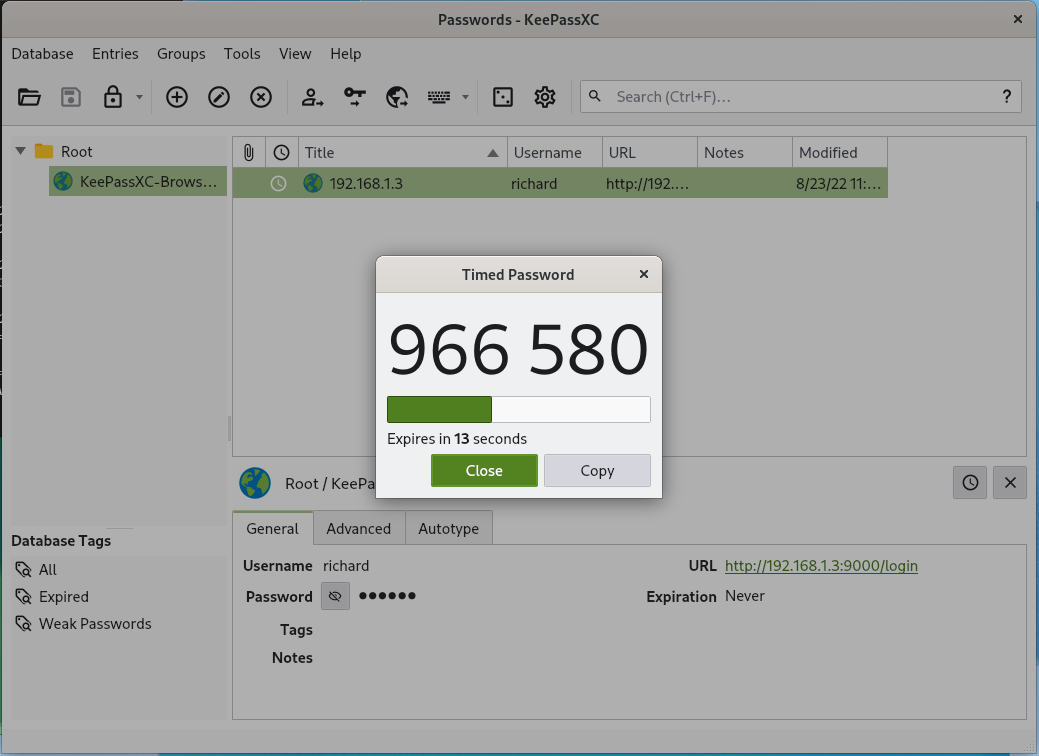 Passwords - KeePassXC
Database Entries Groups Tools View Help
Search (Ctrl+F)... ?
Root
KeePassXC-Brows...
Title Username URL Notes Modified
192.168.1.3 richard http://192.... 8/23/22 11:...
Timed Password
966 580
Expires in 13 seconds
Close Copy
Root / KeePa
General Advanced Autotype
Username richard URL http://192.168.1.3:9000/login
Password ●●●●●● Expiration Never
Tags
Notes
Database Tags
All
Expired
Weak Passwords